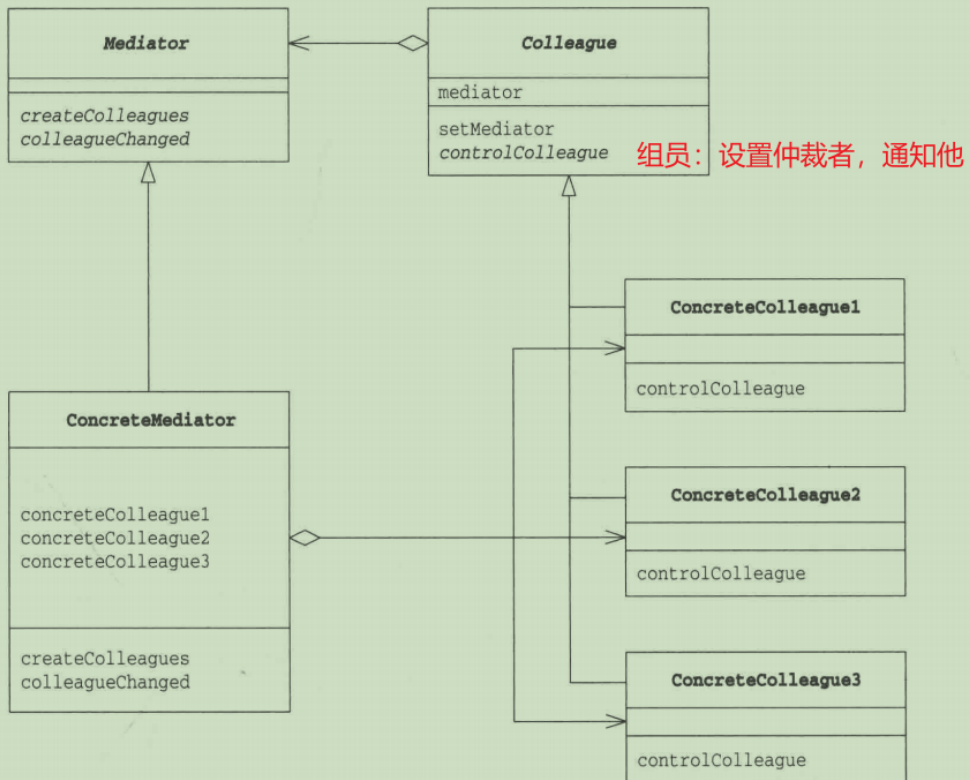 Mediator
createColleagues
colleagueChanged
Colleague
mediator
setMediator
controlColleague
组员：设置仲裁者，通知他
ConcreteColleague1
controlColleague
ConcreteMediator
concreteColleague1
concreteColleague2
concreteColleague3
createColleagues
colleagueChanged
ConcreteColleague2
controlColleague
ConcreteColleague3
controlColleague